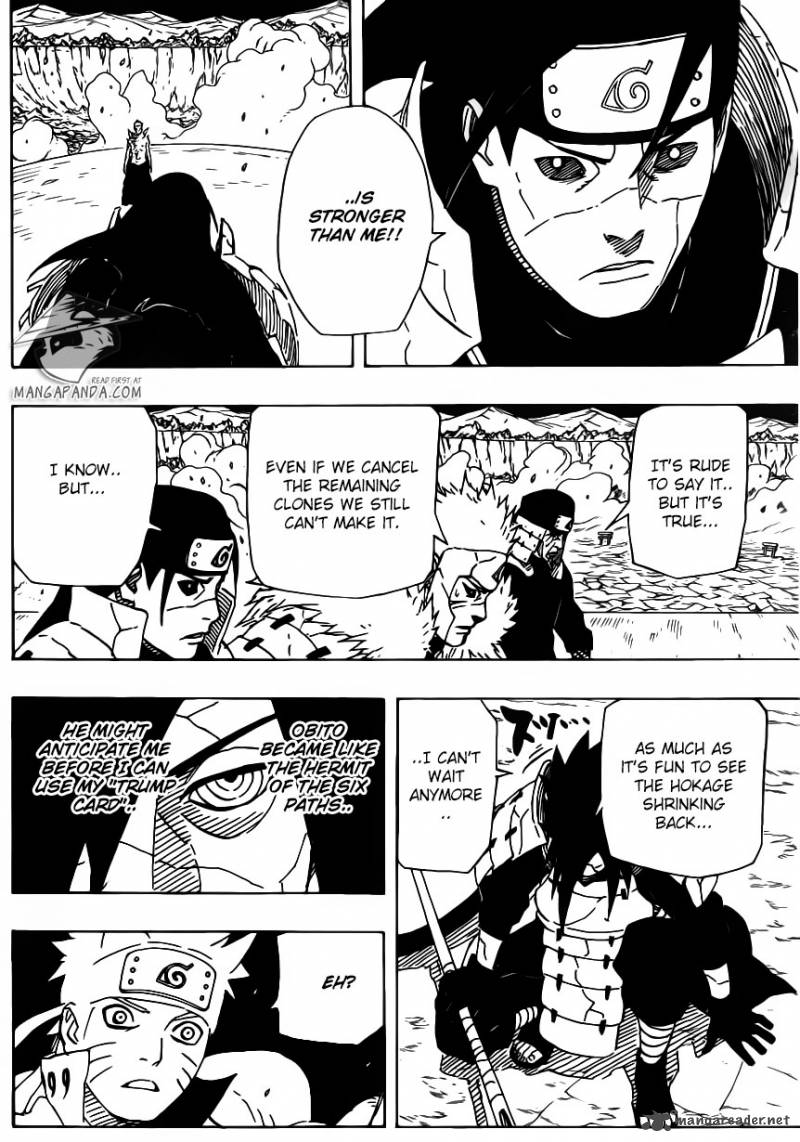 ..IS
STRONGER
THAN ME!!
READ FIRST AT
MANGAPANDA.COM
IT'S RUDE
TO SAY IT..
BUT IT'S
TRUE...
EVEN IF WE CANCEL
THE REMAINING
CLONES WE STILL
CAN'T MAKE IT.
I KNOW..
BUT...
AS MUCH AS
IT'S FUN TO SEE
THE HOKAGE
SHRINKING
BACK...
..I CAN'T
WAIT
ANYMORE
..
ズッ
OBITO
BECAME LIKE
THE HERMIT
OF THE SIX
PATHS..
HE MIGHT
ANTICIPATE ME
BEFORE I CAN
USE MY "TRUMP
CARD"..
EH?
mangareader.net